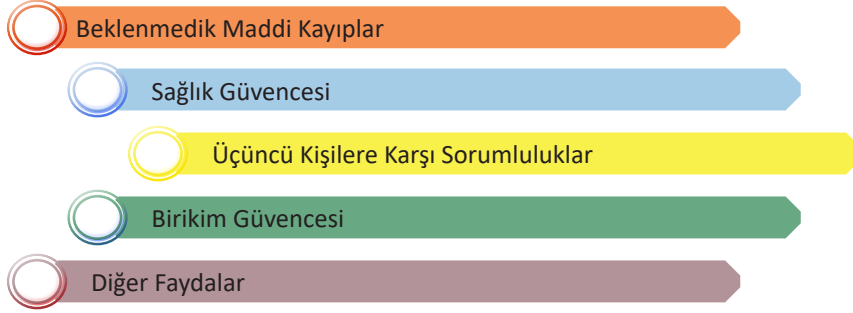 Beklenmedik Maddi Kayıplar
Sağlık Güvencesi
Üçüncü Kişilere Karşı Sorumluluklar
Birikim Güvencesi
Diğer Faydalar